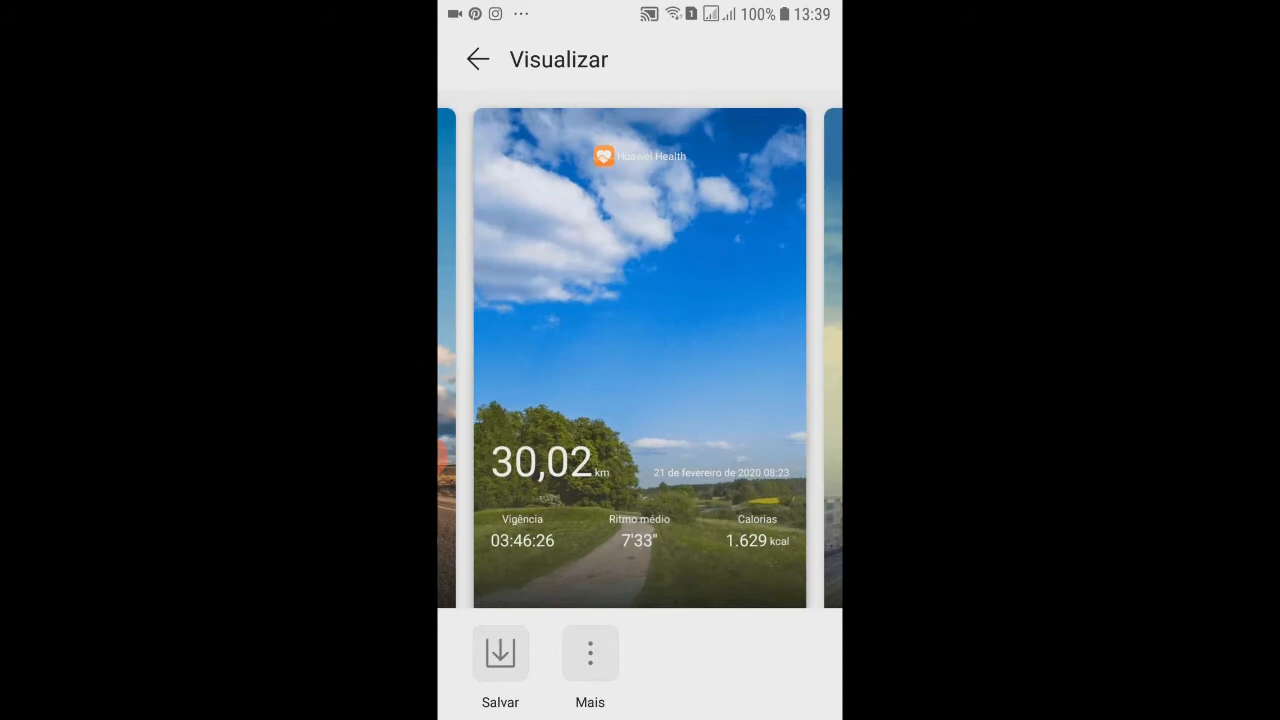 1 100% 13:39
Visualizar
Huawei Health
30,02 km 21 de fevereiro de 2020 08:23
Vigência Ritmo médio Calorias
03:46:26 7'33" 1.629 kcal
Salvar Mais